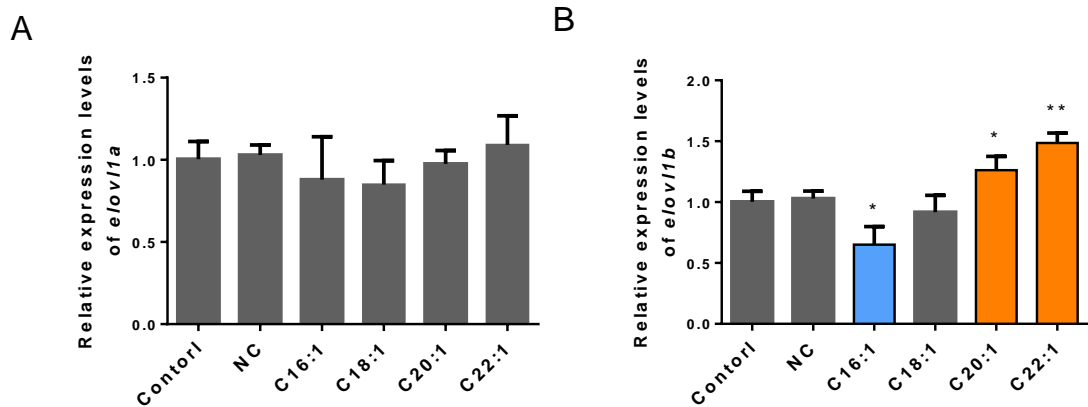 A
Relative expression levels
of elovl1a
1.5
1.0
0.5
0.0
Contorl
NC
C16:1
C18:1
C20:1
C22:1
B
Relative expression levels
of elovl1b
2.0
1.5
1.0
0.5
0.0
*
*
**
Contorl
NC
C16:1
C18:1
C20:1
C22:1